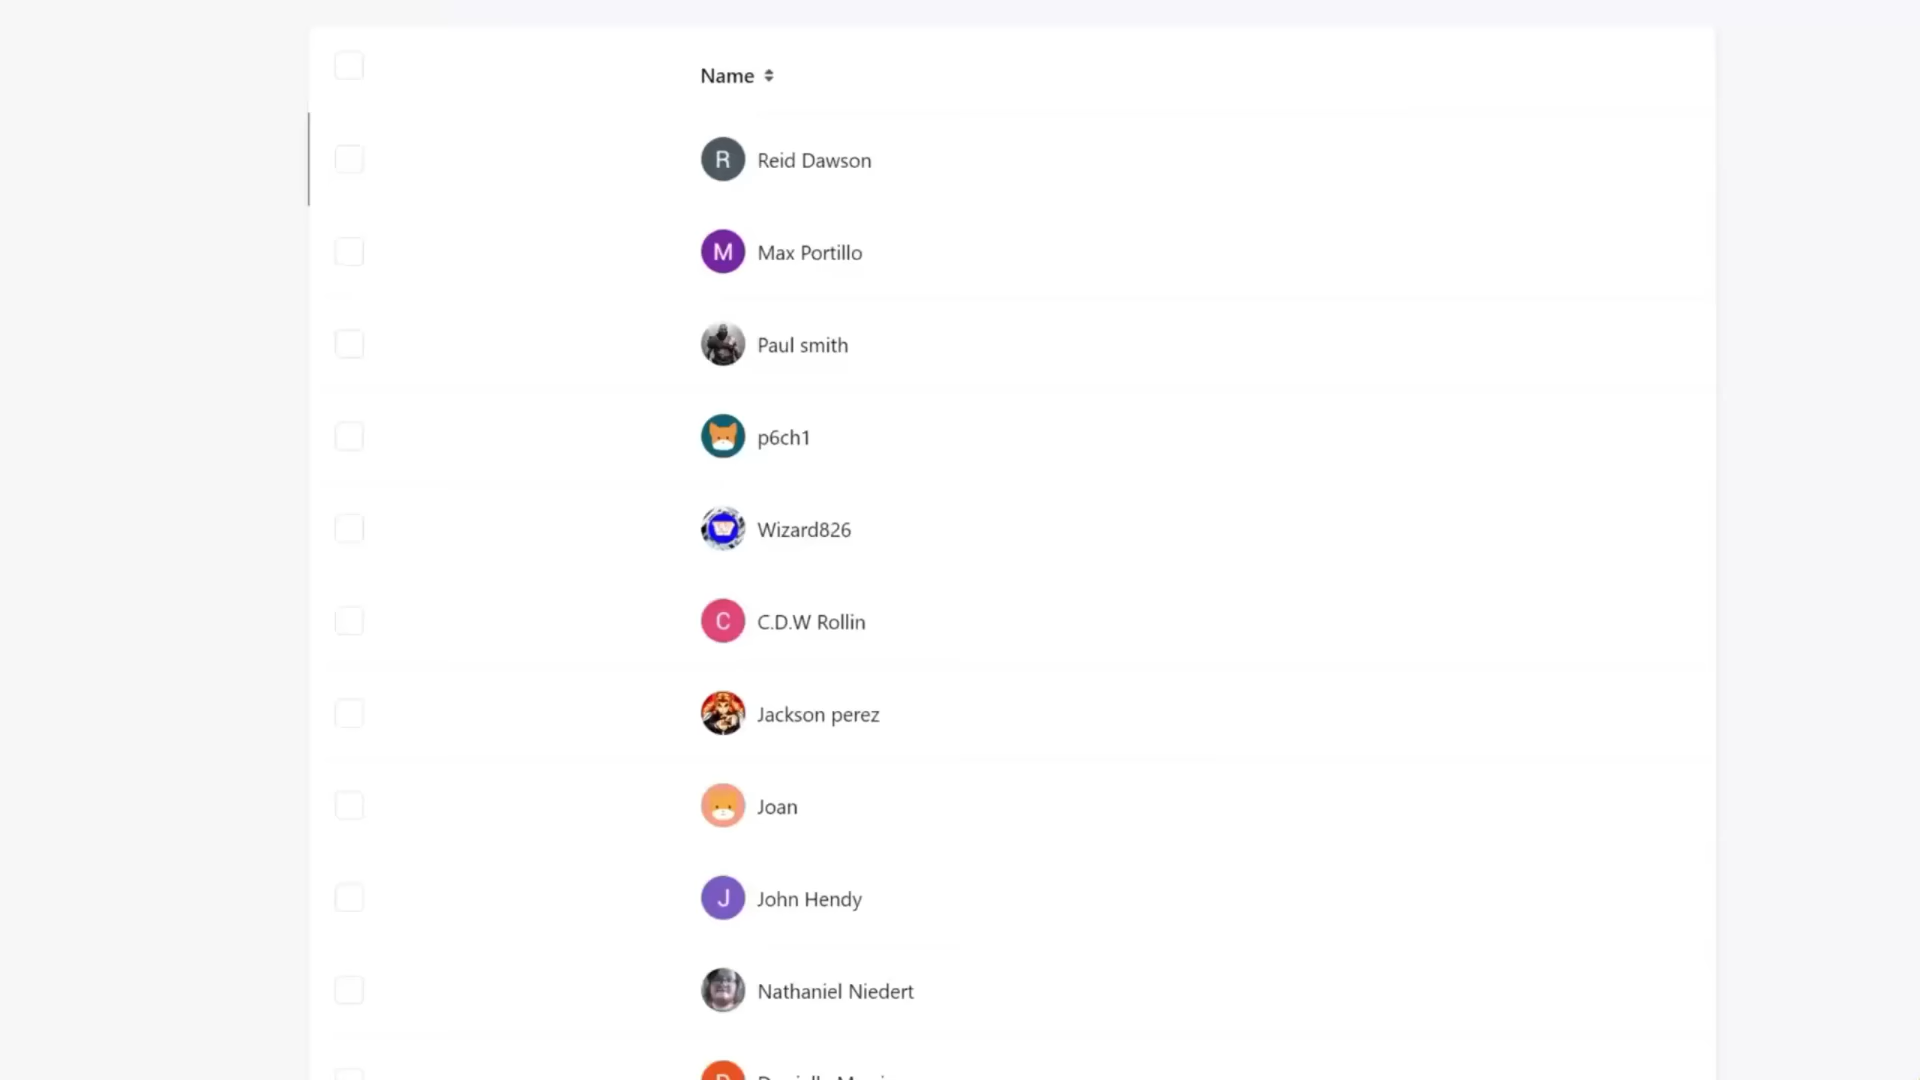 Name
R Reid Dawson
M Max Portillo
Paul smith
p6ch1
Wizard826
C C.D.W Rollin
Jackson perez
Joan
J John Hendy
Nathaniel Niedert